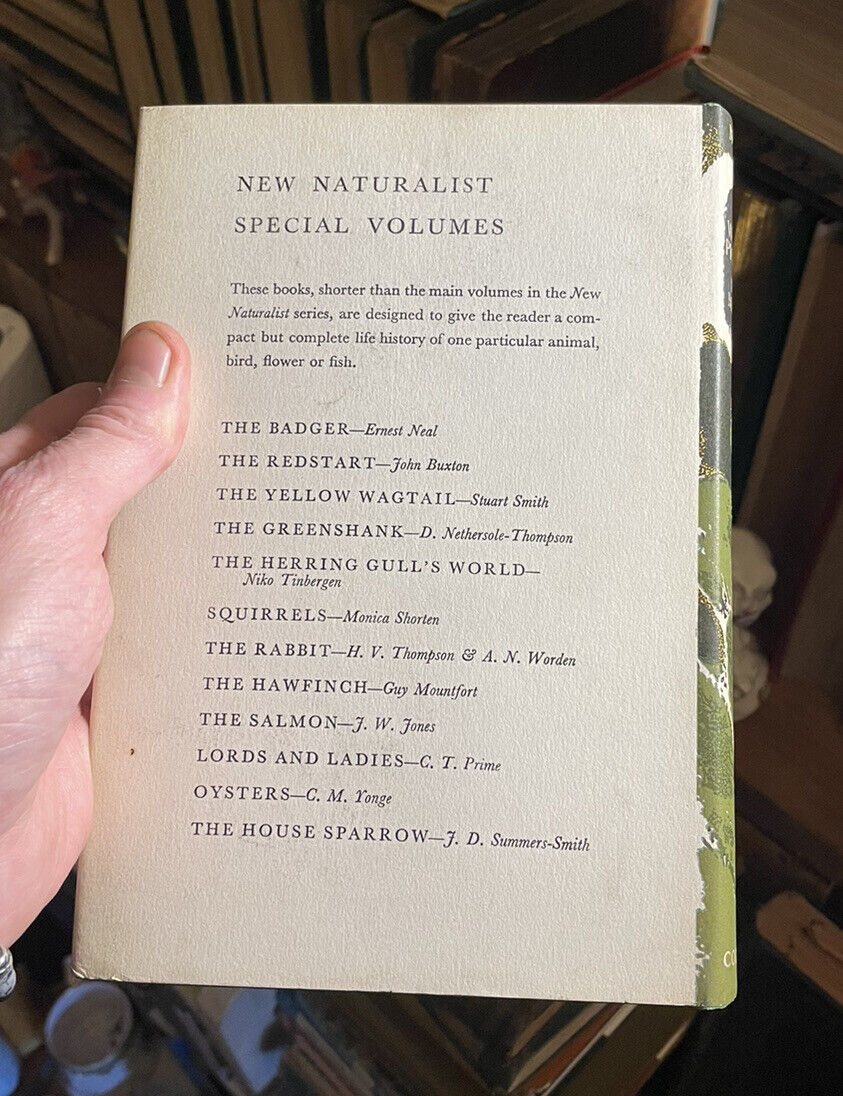 NEW NATURALIST
SPECIAL VOLUMES
These books, shorter than the main volumes in the New
Naturalist series, are designed to give the reader a com-
pact but complete life history of one particular animal,
bird, flower or fish.
THE BADGER—Ernest Neal
THE REDSTART—John Buxton
THE YELLOW WAGTAIL—Stuart Smith
THE GREENSHANK—D. Nethersole-Thompson
THE HERRING GULL'S WORLD—
Niko Tinbergen
SQUIRRELS—Monica Shorten
THE RABBIT—H. V. Thompson & A. N. Worden
THE HAWFINCH—Guy Mountfort
THE SALMON—J. W. Jones
LORDS AND LADIES—C. T. Prime
OYSTERS—C. M. Yonge
THE HOUSE SPARROW—J. D. Summers-Smith